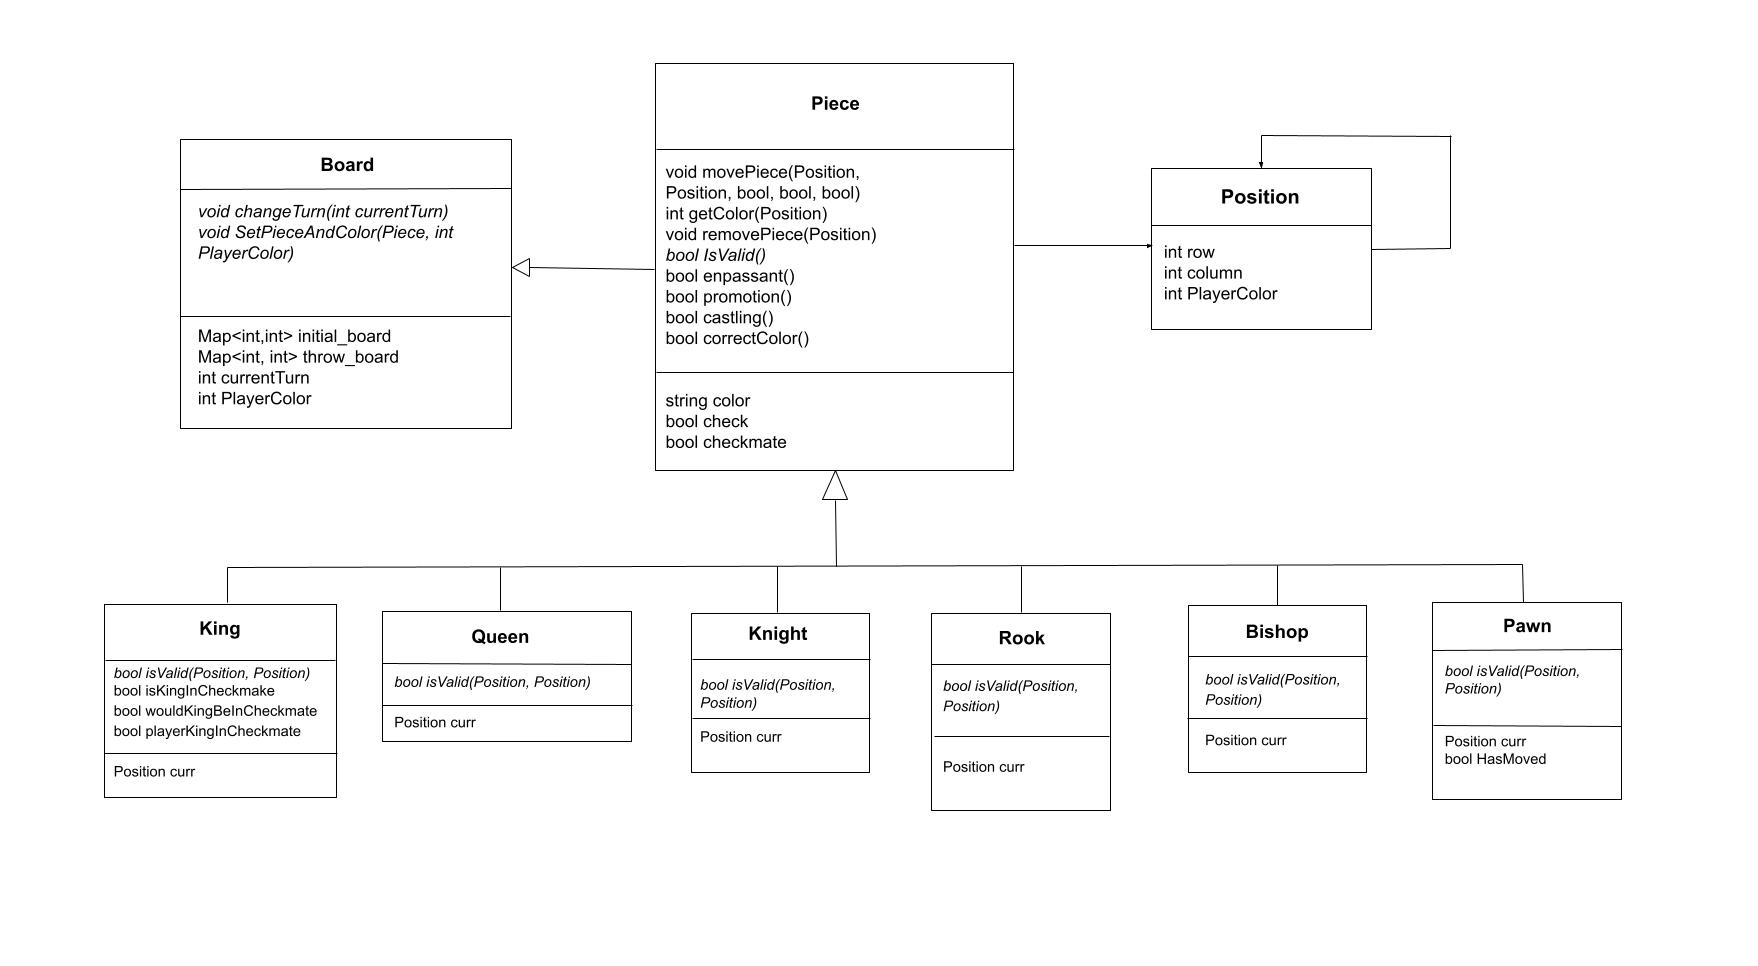 Piece
void movePiece(Position,
Position, bool, bool, bool)
int getColor(Position)
void removePiece(Position)
bool IsValid()
bool enpassant()
bool promotion()
bool castling()
bool correctColor()
string color
bool check
bool checkmate
Board
void changeTurn(int currentTurn)
void SetPieceAndColor(Piece, int
PlayerColor)
Map<int,int> initial_board
Map<int, int> throw_board
int currentTurn
int PlayerColor
Position
int row
int column
int PlayerColor
King
bool isValid(Position, Position)
bool isKingInCheckmake
bool wouldKingBeInCheckmate
bool playerKingInCheckmate
Position curr
Queen
bool isValid(Position, Position)
Position curr
Knight
bool isValid(Position,
Position)
Position curr
Rook
bool isValid(Position,
Position)
Position curr
Bishop
bool isValid(Position,
Position)
Position curr
Pawn
bool isValid(Position,
Position)
Position curr
bool HasMoved